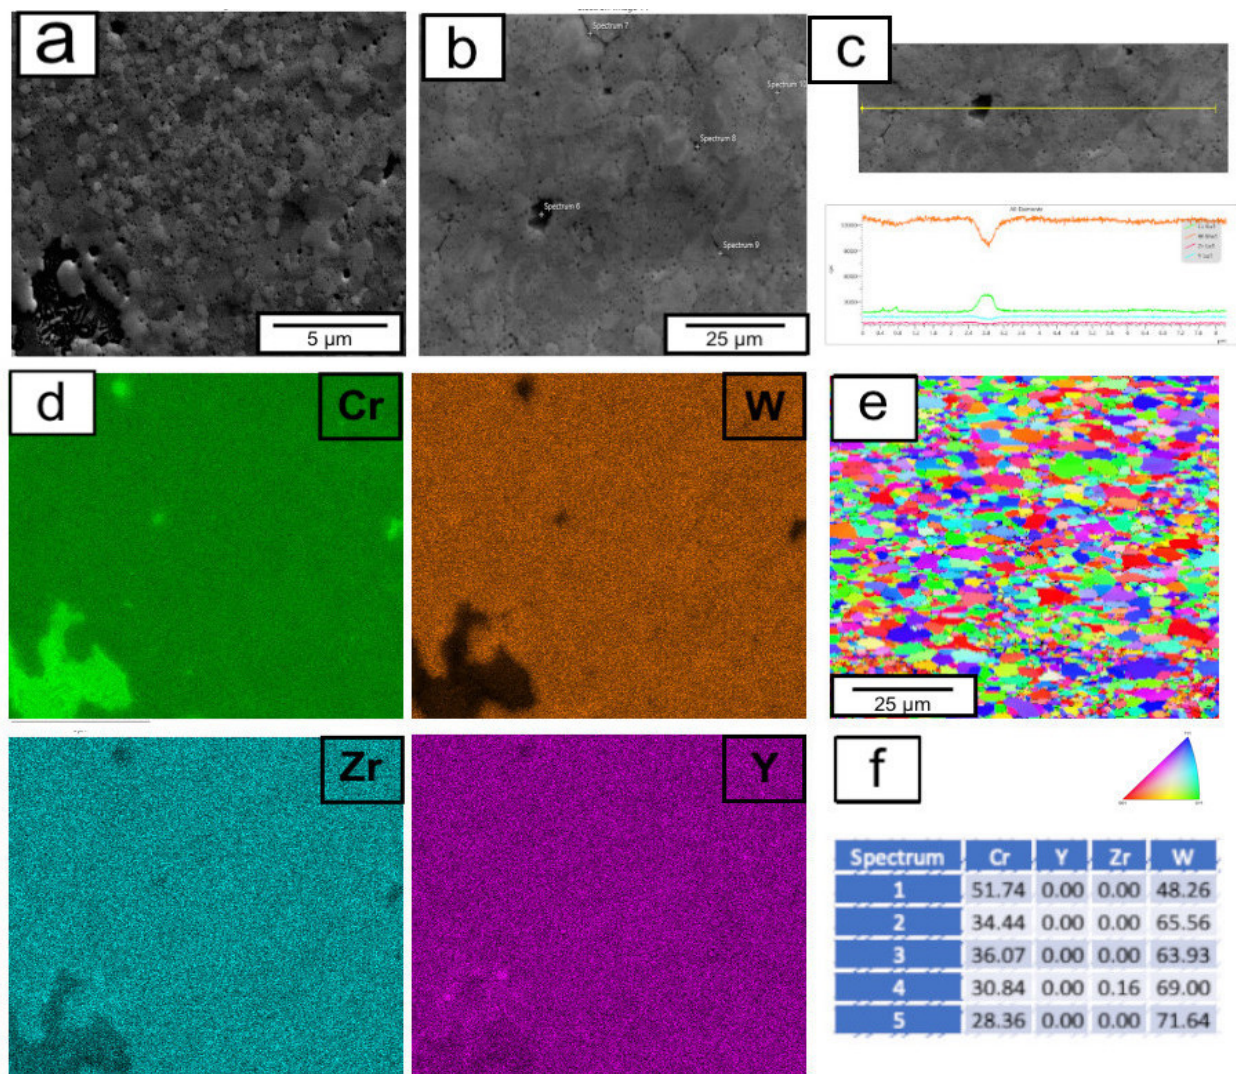 a
b
c
Spectrum 7
Spectrum 10
Spectrum 8
Spectrum 6
Spectrum 9
5 µm
25 µm
d
Cr
W
e
25 µm
Zr
Y
f
Spectrum Cr Y Zr W
1 51.74 0.00 0.00 48.26
2 34.44 0.00 0.00 65.56
3 36.07 0.00 0.00 63.93
4 30.84 0.00 0.16 69.00
5 28.36 0.00 0.00 71.64